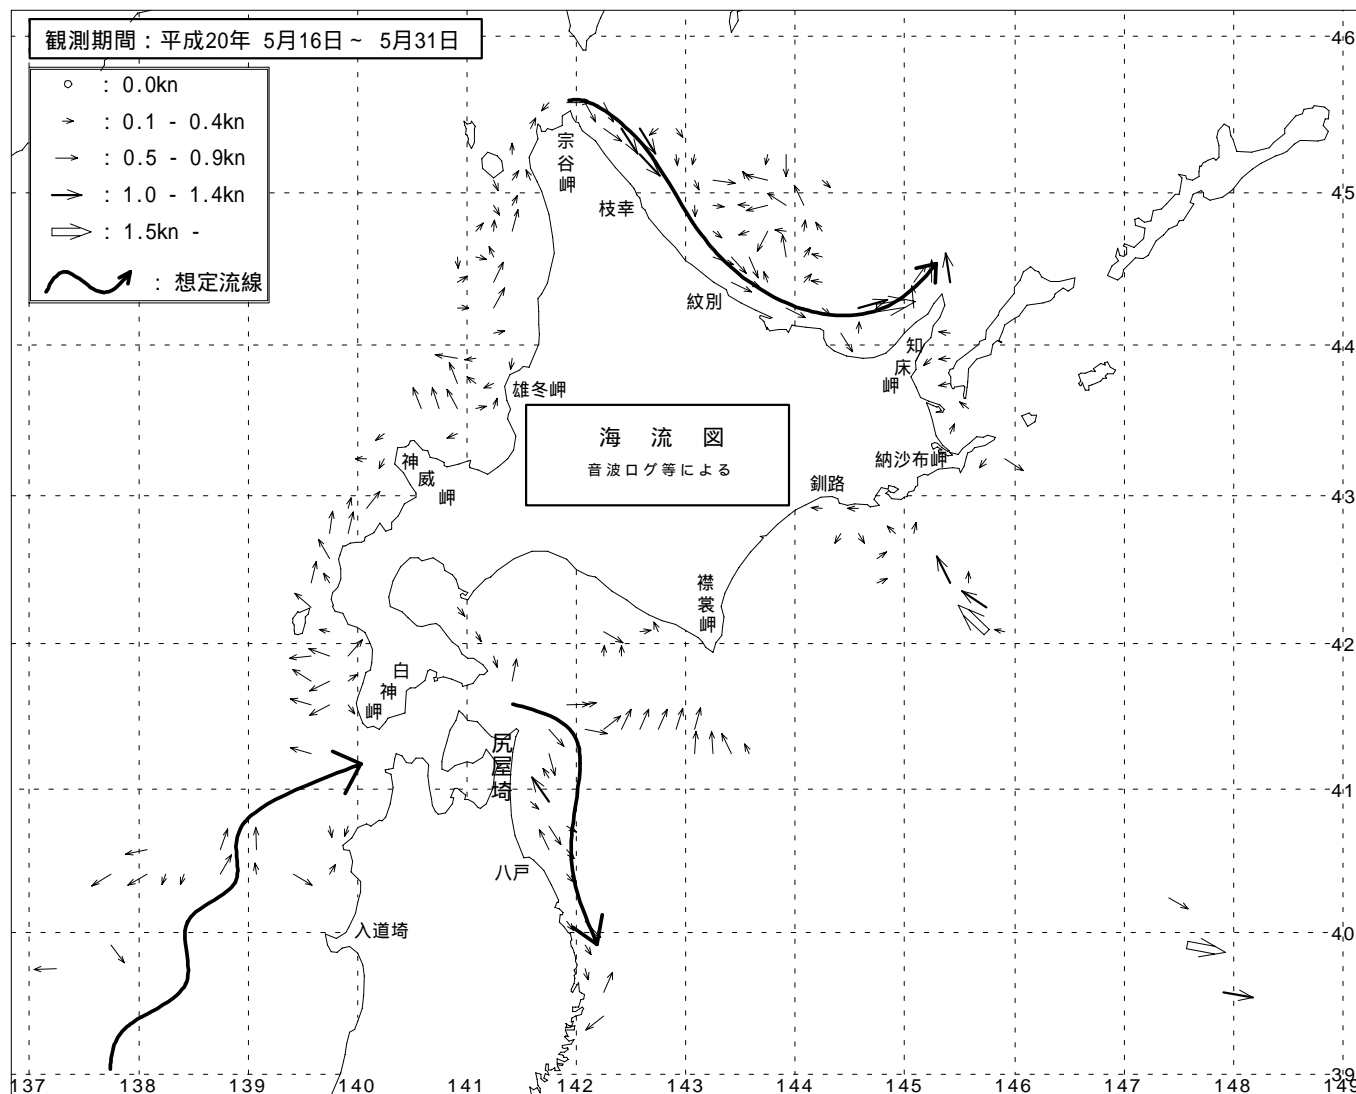 観測期間：平成20年 5月16日~ 5月31日
: 0.0kn
: 0.1 - 0.4kn
: 0.5 - 0.9kn
: 1.0 - 1.4kn
: 1.5kn -
: 想定流線
海 流 図
音波ログ等による
宗谷岬
枝幸
紋別
知床岬
雄冬岬
神威岬
納沙布岬
釧路
襟裳岬
白神岬
尻屋埼
八戸
入道埼
46
45
44
43
42
41
40
39
137 138 139 140 141 142 143 144 145 146 147 148 149